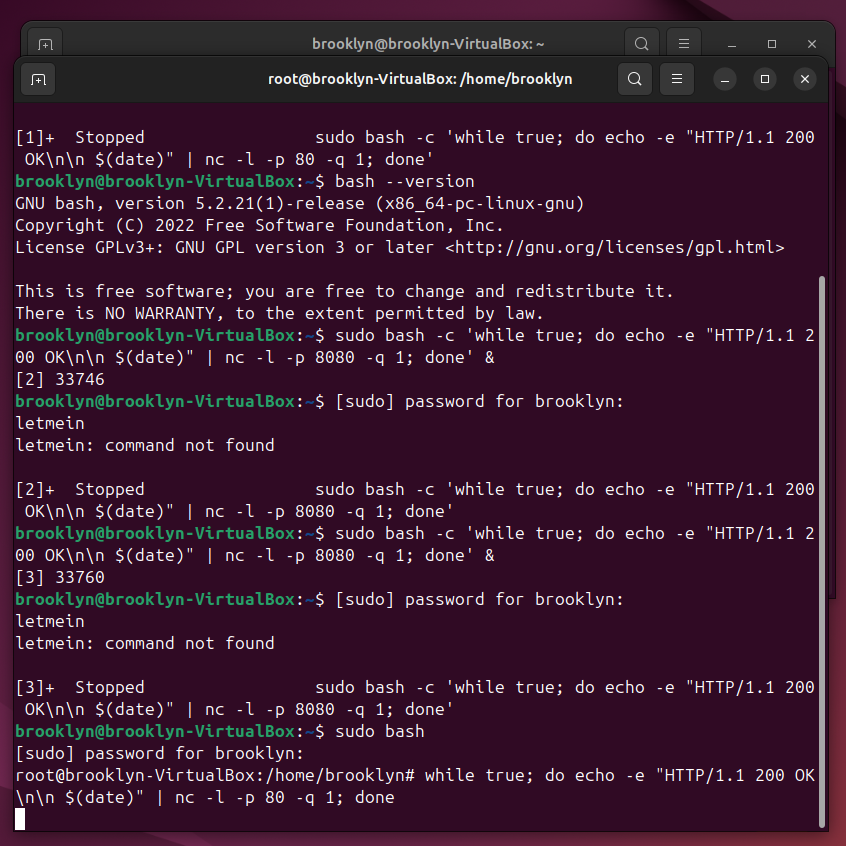 brooklyn@brooklyn-VirtualBox: ~
root@brooklyn-VirtualBox: /home/brooklyn
[1]+  Stopped                 sudo bash -c 'while true; do echo -e "HTTP/1.1 200
 OK\n\n $(date)" | nc -l -p 80 -q 1; done'
brooklyn@brooklyn-VirtualBox:~$ bash --version
GNU bash, version 5.2.21(1)-release (x86_64-pc-linux-gnu)
Copyright (C) 2022 Free Software Foundation, Inc.
License GPLv3+: GNU GPL version 3 or later <http://gnu.org/licenses/gpl.html>
This is free software; you are free to change and redistribute it.
There is NO WARRANTY, to the extent permitted by law.
brooklyn@brooklyn-VirtualBox:~$ sudo bash -c 'while true; do echo -e "HTTP/1.1 2
00 OK\n\n $(date)" | nc -l -p 8080 -q 1; done' &
[2] 33746
brooklyn@brooklyn-VirtualBox:~$ [sudo] password for brooklyn:
letmein
letmein: command not found
[2]+  Stopped                 sudo bash -c 'while true; do echo -e "HTTP/1.1 200
 OK\n\n $(date)" | nc -l -p 8080 -q 1; done'
brooklyn@brooklyn-VirtualBox:~$ sudo bash -c 'while true; do echo -e "HTTP/1.1 2
00 OK\n\n $(date)" | nc -l -p 8080 -q 1; done' &
[3] 33760
brooklyn@brooklyn-VirtualBox:~$ [sudo] password for brooklyn:
letmein
letmein: command not found
[3]+  Stopped                 sudo bash -c 'while true; do echo -e "HTTP/1.1 200
 OK\n\n $(date)" | nc -l -p 8080 -q 1; done'
brooklyn@brooklyn-VirtualBox:~$ sudo bash
[sudo] password for brooklyn:
root@brooklyn-VirtualBox:/home/brooklyn# while true; do echo -e "HTTP/1.1 200 OK
\n\n $(date)" | nc -l -p 80 -q 1; done